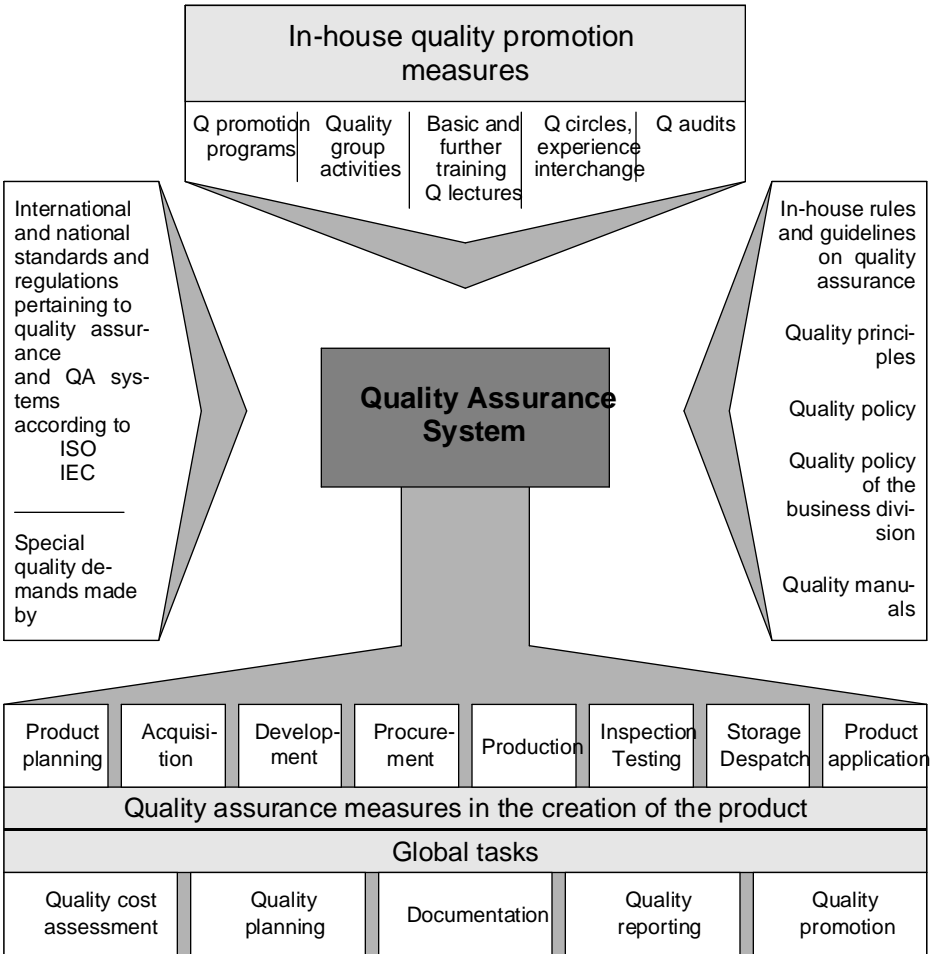 In-house quality promotion
measures
Q promotion
programs
Quality
group
activities
Basic and
further
training
Q lectures
Q circles,
experience
interchange
Q audits
International
and national
standards and
regulations
pertaining to
quality assur-
ance
and QA sys-
tems
according to
ISO
IEC
Special
quality de-
mands made
by
Quality Assurance
System
In-house rules
and guidelines
on quality
assurance
Quality princi-
ples
Quality policy
Quality policy
of the
business divi-
sion
Quality manu-
als
Product
planning
Acquisi-
tion
Develop-
ment
Procure-
ment
Production
Inspection
Testing
Storage
Despatch
Product
application
Quality assurance measures in the creation of the product
Global tasks
Quality cost
assessment
Quality
planning
Documentation
Quality
reporting
Quality
promotion